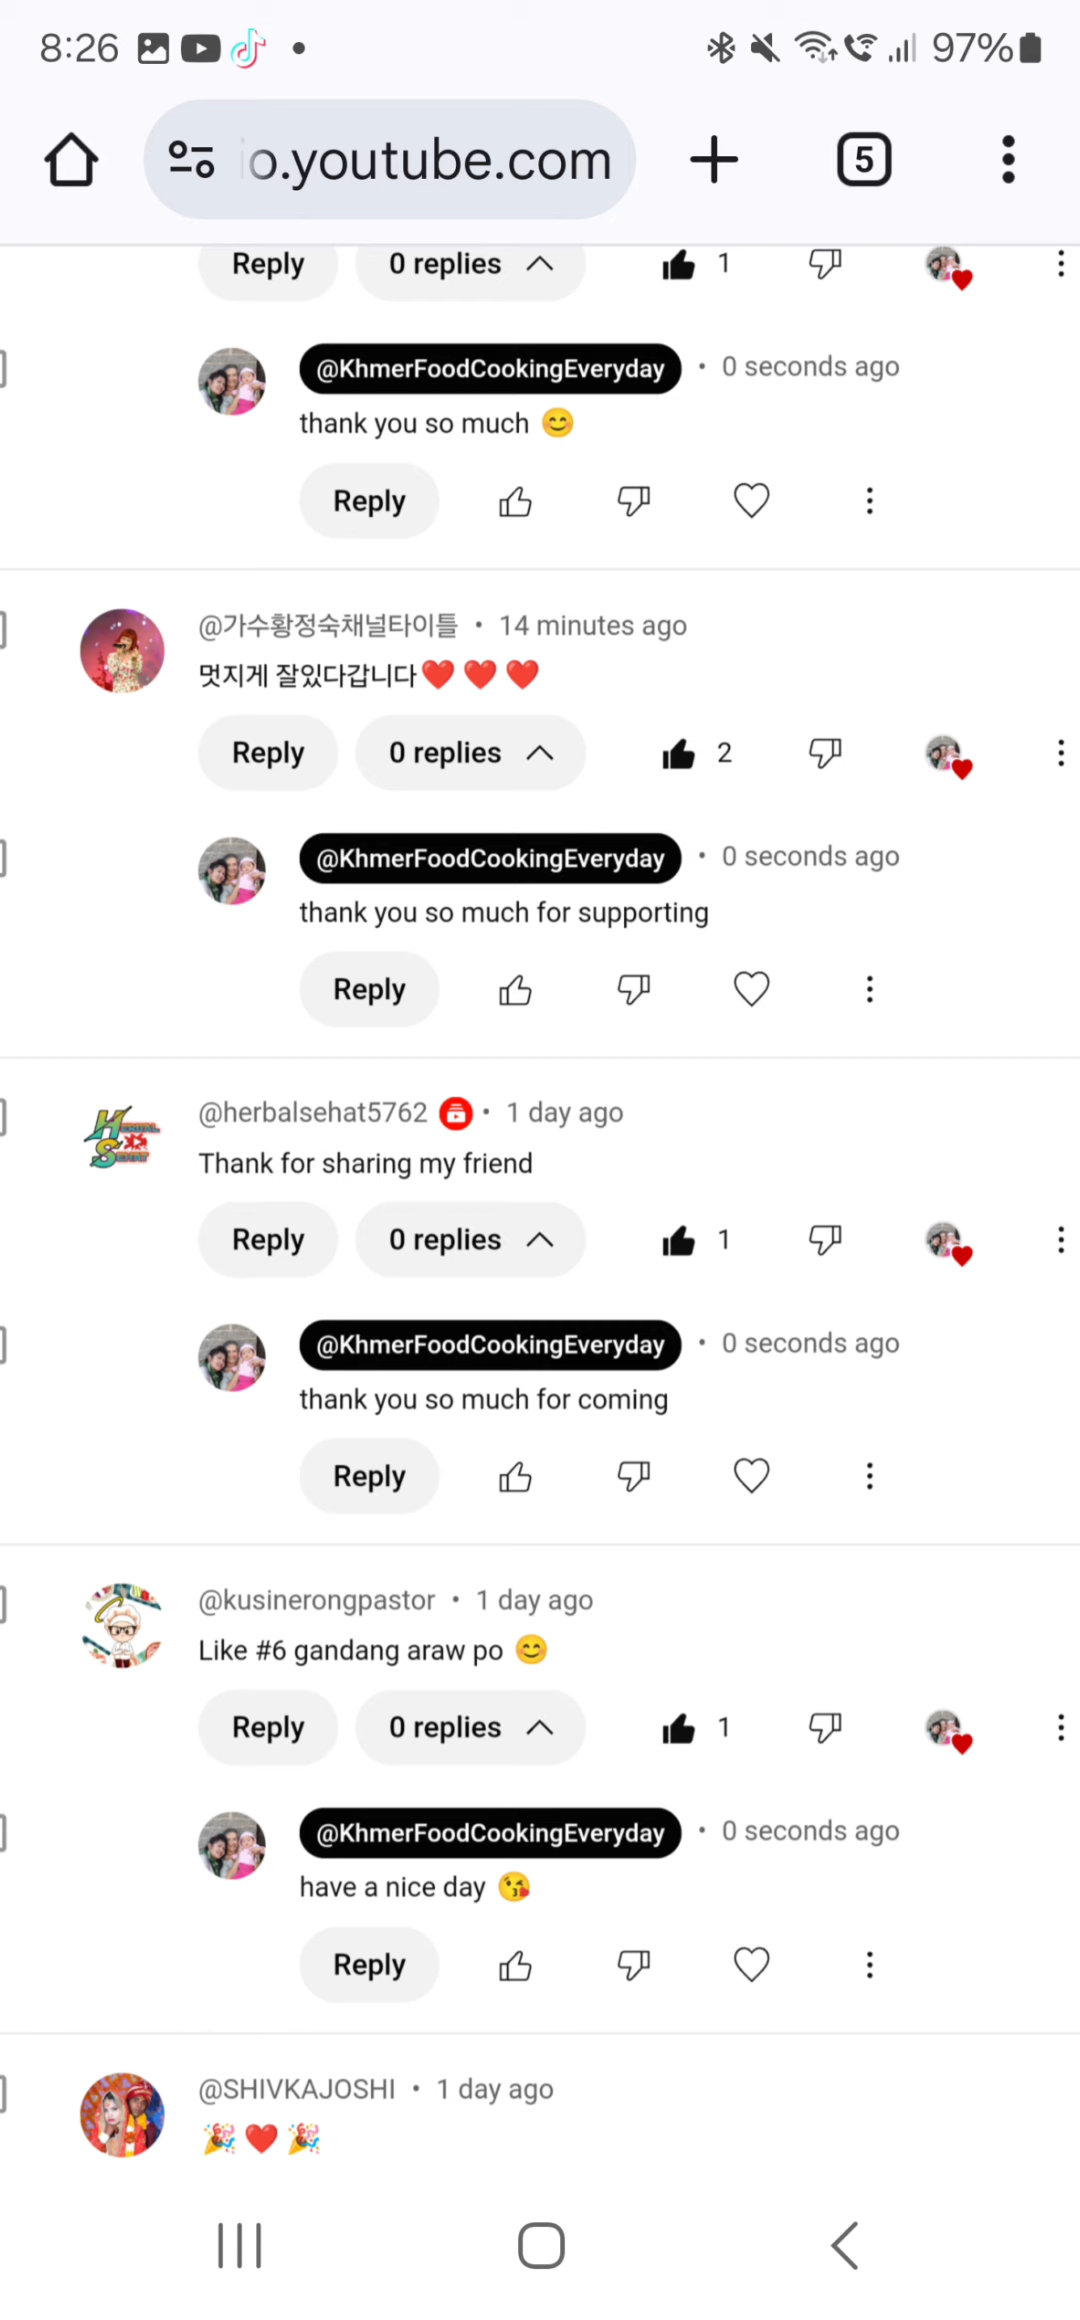 8:26
97%
o.youtube.com
5
Reply
0 replies
1
@KhmerFoodCookingEveryday • 0 seconds ago
thank you so much 😊
Reply
@가수황정숙채널타이틀 • 14 minutes ago
멋지게 잘있다갑니다❤️❤️❤️
Reply
0 replies
2
@KhmerFoodCookingEveryday • 0 seconds ago
thank you so much for supporting
Reply
@herbalsehat5762 • 1 day ago
Thank for sharing my friend
Reply
0 replies
1
@KhmerFoodCookingEveryday • 0 seconds ago
thank you so much for coming
Reply
@kusinerongpastor • 1 day ago
Like #6 gandang araw po 😊
Reply
0 replies
1
@KhmerFoodCookingEveryday • 0 seconds ago
have a nice day 😘
Reply
@SHIVKAJOSHI • 1 day ago
🎉❤️🎉